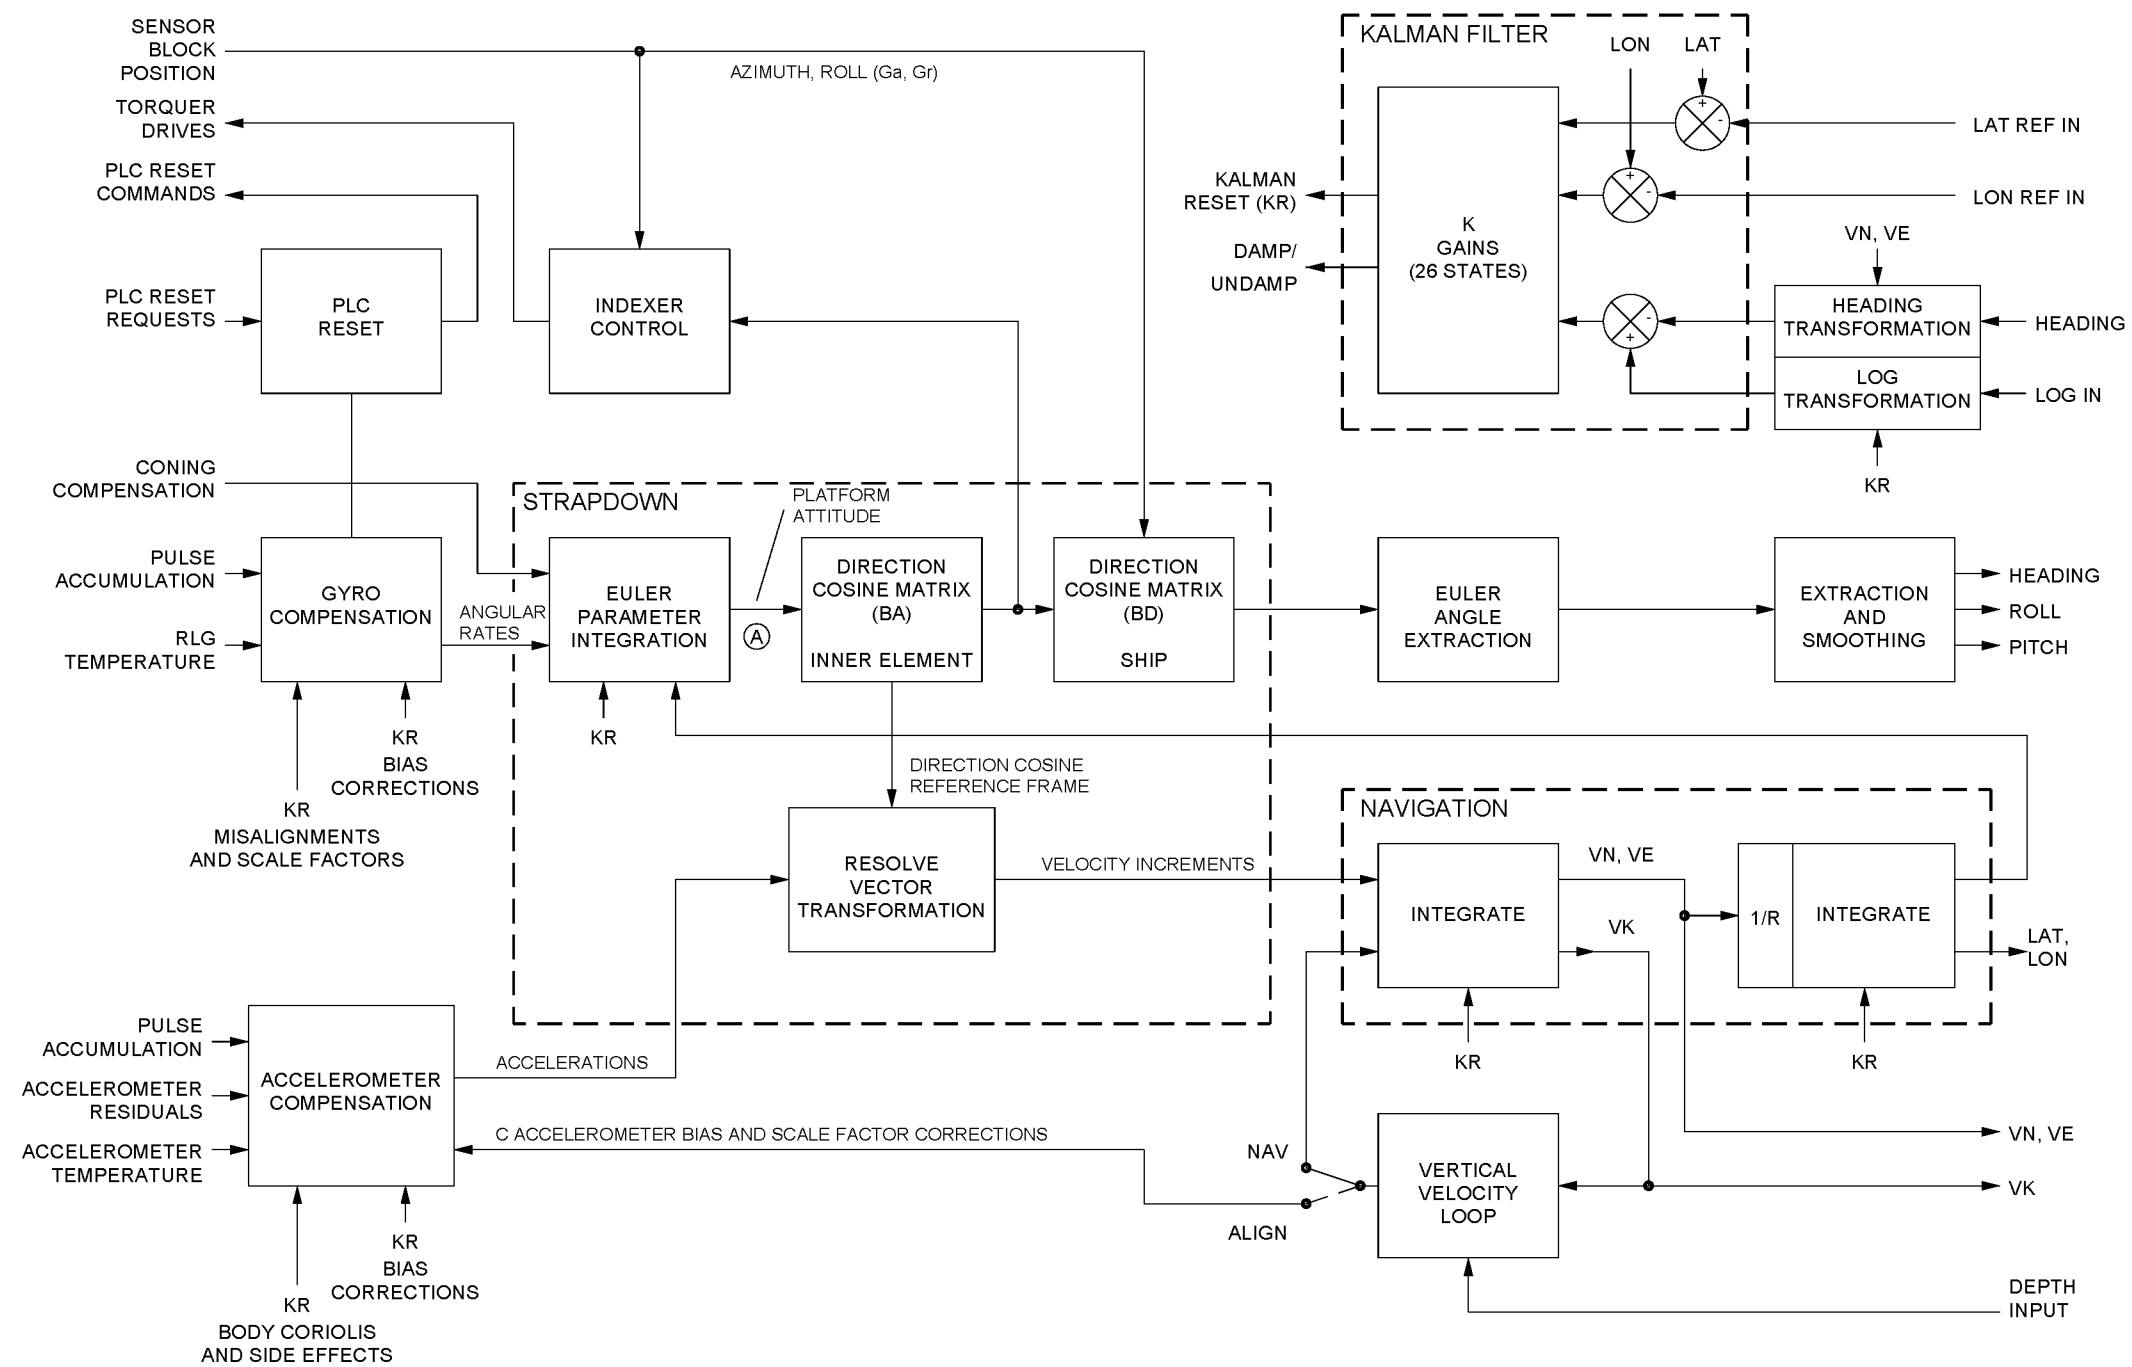 SENSOR
BLOCK
POSITION
AZIMUTH, ROLL (Ga, Gr)
TORQUER
DRIVES
PLC RESET
COMMANDS
PLC RESET
REQUESTS
PLC
RESET
INDEXER
CONTROL
KALMAN FILTER
LON
LAT
+
-
LAT REF IN
+
-
LON REF IN
KALMAN
RESET (KR)
DAMP/
UNDAMP
K
GAINS
(26 STATES)
-
+
VN, VE
HEADING
TRANSFORMATION
HEADING
LOG
TRANSFORMATION
LOG IN
KR
CONING
COMPENSATION
PULSE
ACCUMULATION
RLG
TEMPERATURE
GYRO
COMPENSATION
ANGULAR
RATES
KR
BIAS
CORRECTIONS
KR
MISALIGNMENTS
AND SCALE FACTORS
STRAPDOWN
PLATFORM
ATTITUDE
EULER
PARAMETER
INTEGRATION
KR
A
DIRECTION
COSINE MATRIX
(BA)
INNER ELEMENT
DIRECTION
COSINE MATRIX
(BD)
SHIP
EULER
ANGLE
EXTRACTION
EXTRACTION
AND
SMOOTHING
HEADING
ROLL
PITCH
DIRECTION COSINE
REFERENCE FRAME
RESOLVE
VECTOR
TRANSFORMATION
VELOCITY INCREMENTS
NAVIGATION
INTEGRATE
VN, VE
VK
1/R
INTEGRATE
LAT,
LON
KR
KR
PULSE
ACCUMULATION
ACCELEROMETER
RESIDUALS
ACCELEROMETER
TEMPERATURE
ACCELEROMETER
COMPENSATION
ACCELERATIONS
C ACCELEROMETER BIAS AND SCALE FACTOR CORRECTIONS
KR
BIAS
CORRECTIONS
KR
BODY CORIOLIS
AND SIDE EFFECTS
NAV
ALIGN
VERTICAL
VELOCITY
LOOP
VN, VE
VK
DEPTH
INPUT